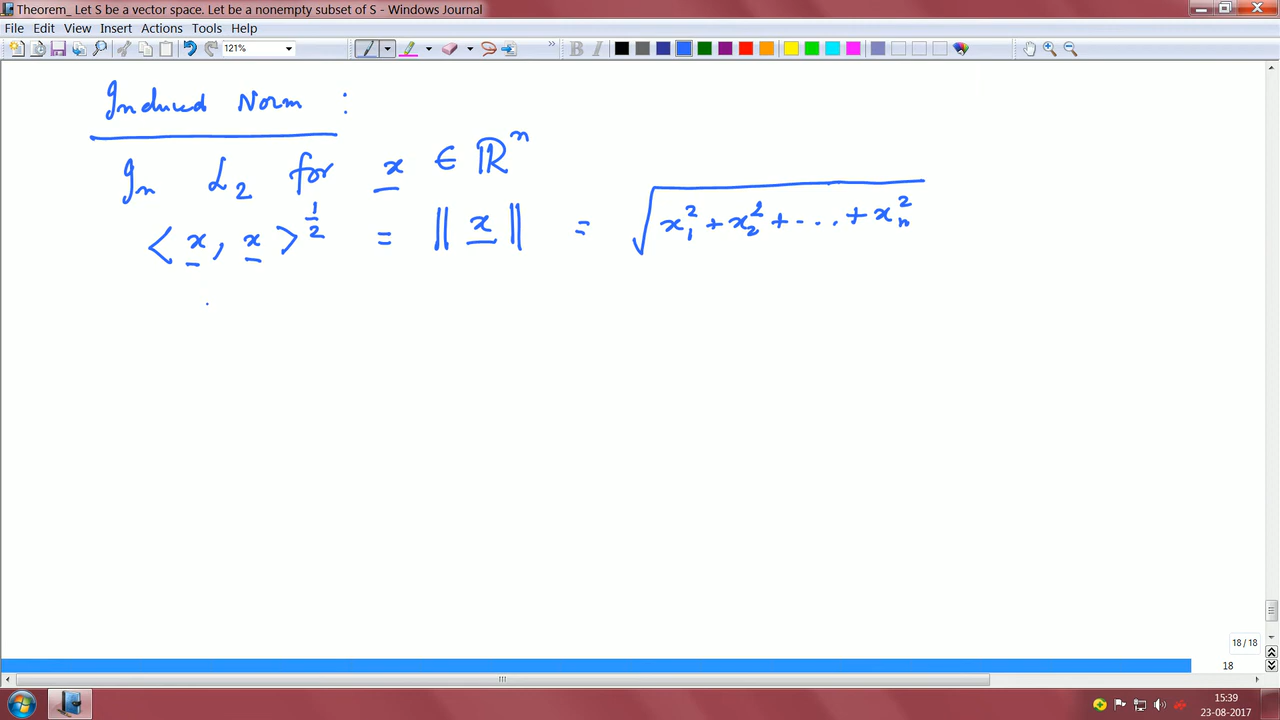 Theorem_ Let S be a vector space. Let be a nonempty subset of S - Windows Journal
File Edit View Insert Actions Tools Help
121%
Induced Norm :
In L₂ for x ∈ ℝⁿ
< x, x >^{1/2} = || x || = √(x₁² + x₂² + ... + xₙ²)
18 / 18
18
15:39
23-08-2017